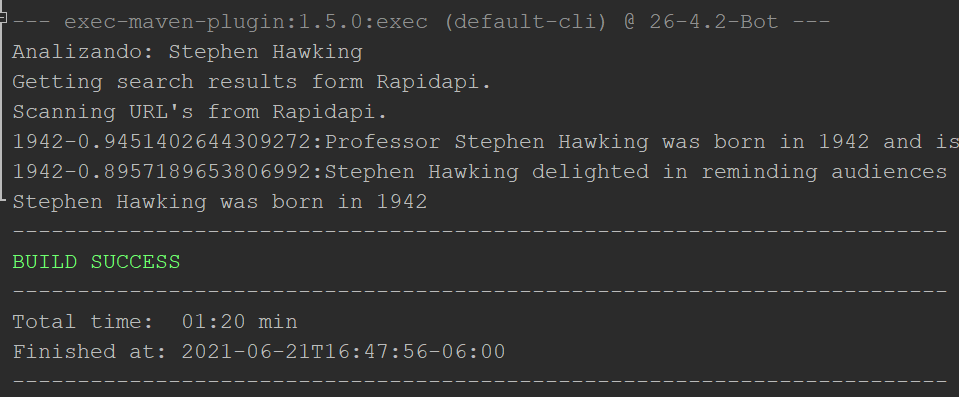 --- exec-maven-plugin:1.5.0:exec (default-cli) @ 26-4.2-Bot ---
Analizando: Stephen Hawking
Getting search results form Rapidapi.
Scanning URL's from Rapidapi.
1942-0.9451402644309272:Professor Stephen Hawking was born in 1942 and is
1942-0.8957189653806992:Stephen Hawking delighted in reminding audiences
Stephen Hawking was born in 1942
------------------------------------------------------------------------
BUILD SUCCESS
------------------------------------------------------------------------
Total time:  01:20 min
Finished at: 2021-06-21T16:47:56-06:00
------------------------------------------------------------------------